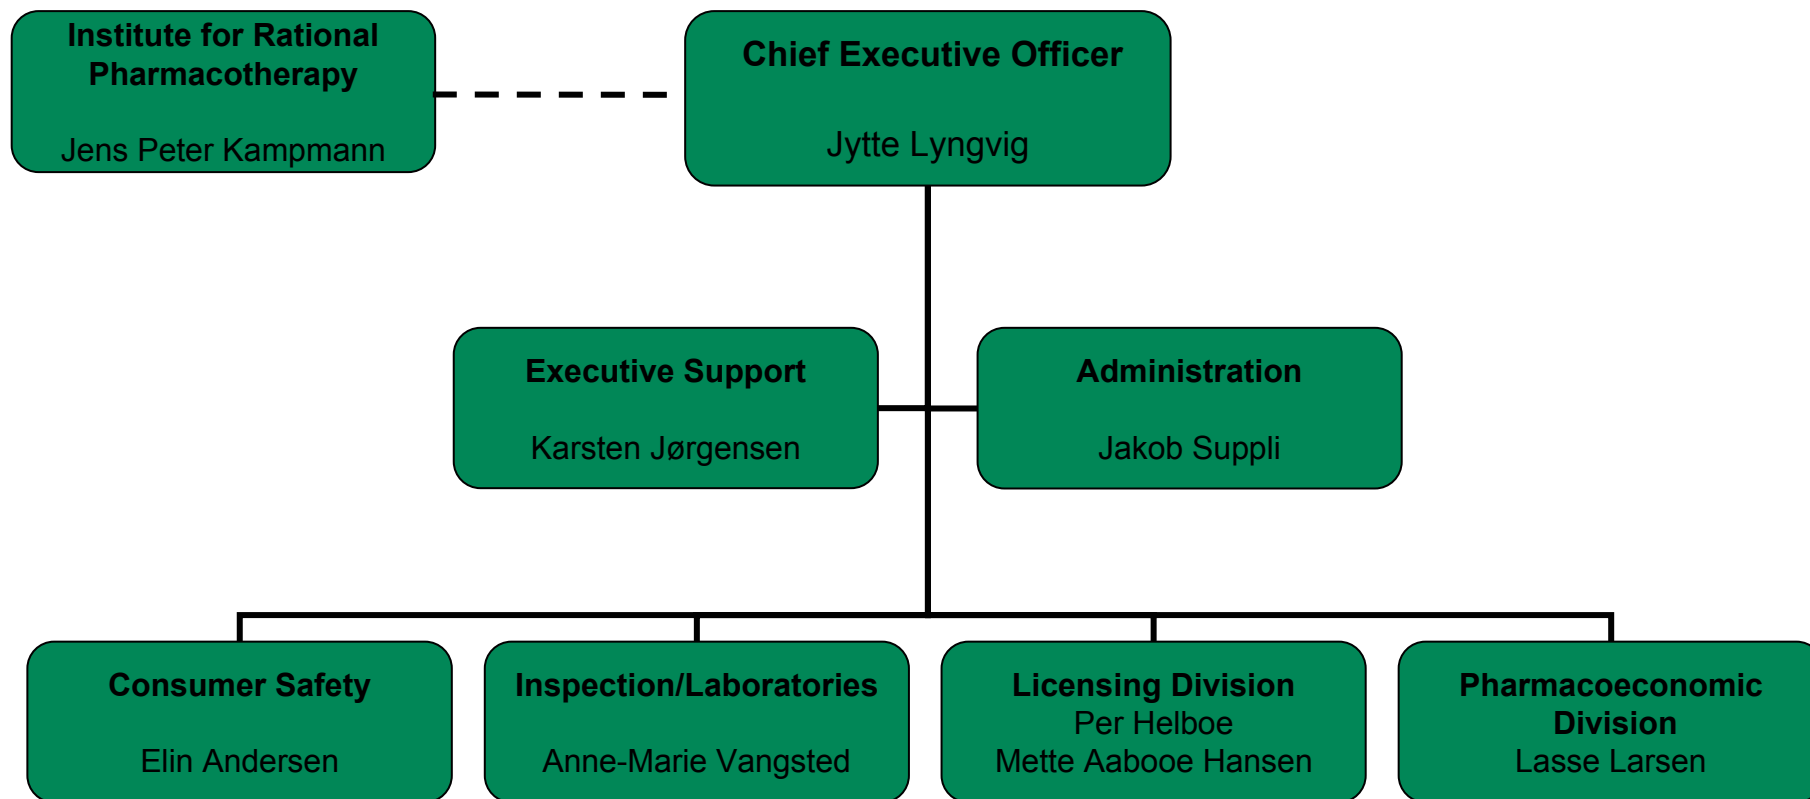 Institute for Rational
Pharmacotherapy
Jens Peter Kampmann
Chief Executive Officer
Jytte Lyngvig
Executive Support
Karsten Jørgensen
Administration
Jakob Suppli
Consumer Safety
Elin Andersen
Inspection/Laboratories
Anne-Marie Vangsted
Licensing Division
Per Helboe
Mette Aabooe Hansen
Pharmacoeconomic
Division
Lasse Larsen